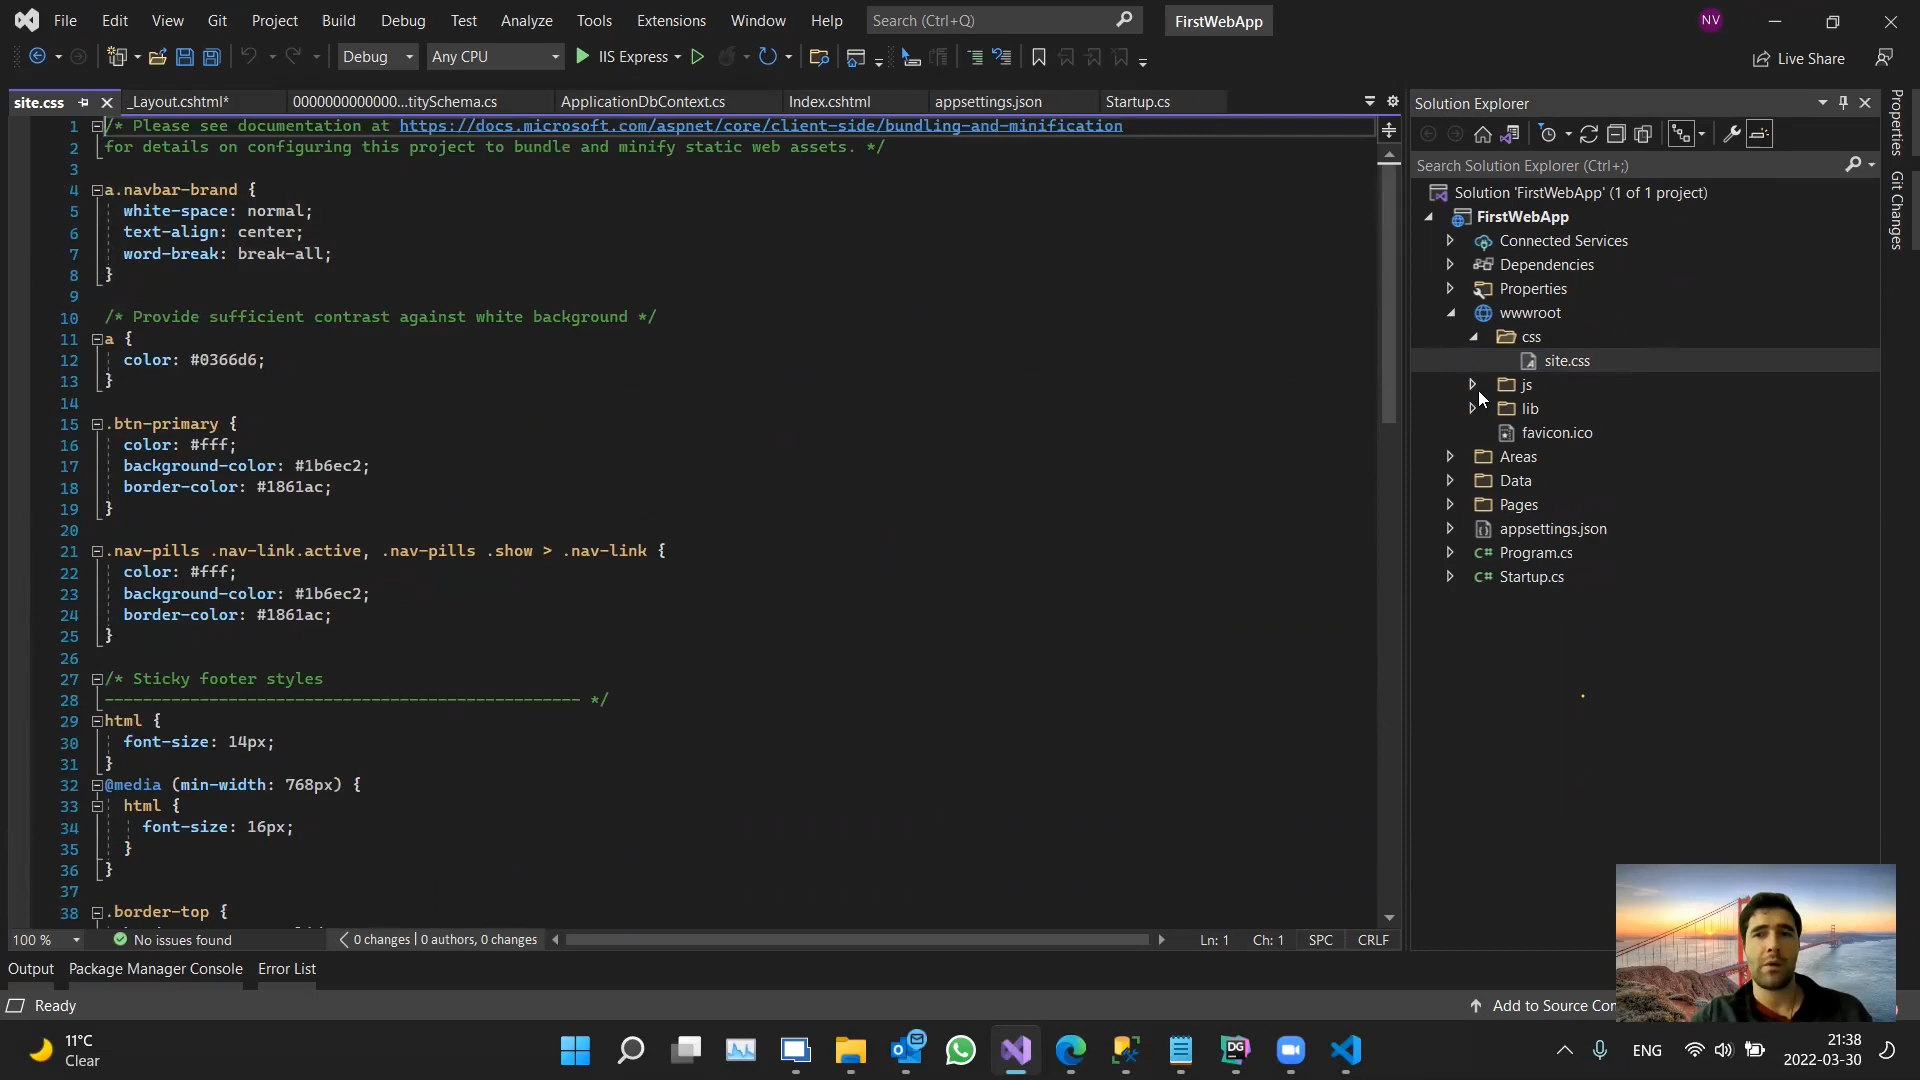 File Edit View Git Project Build Debug Test Analyze Tools Extensions Window Help Search (Ctrl+Q) FirstWebApp NV
Debug Any CPU IIS Express Live Share
site.css _Layout.cshtml* 0000000000000...titySchema.cs ApplicationDbContext.cs Index.cshtml appsettings.json Startup.cs
1 /* Please see documentation at https://docs.microsoft.com/aspnet/core/client-side/bundling-and-minification
2 for details on configuring this project to bundle and minify static web assets. */
3
4 a.navbar-brand {
5 white-space: normal;
6 text-align: center;
7 word-break: break-all;
8 }
9
10 /* Provide sufficient contrast against white background */
11 a {
12 color: #0366d6;
13 }
14
15 .btn-primary {
16 color: #fff;
17 background-color: #1b6ec2;
18 border-color: #1861ac;
19 }
20
21 .nav-pills .nav-link.active, .nav-pills .show > .nav-link {
22 color: #fff;
23 background-color: #1b6ec2;
24 border-color: #1861ac;
25 }
26
27 /* Sticky footer styles
28 -------------------------------------------------- */
29 html {
30 font-size: 14px;
31 }
32 @media (min-width: 768px) {
33 html {
34 font-size: 16px;
35 }
36 }
37
38 .border-top {
100 % No issues found 0 changes | 0 authors, 0 changes Ln: 1 Ch: 1 SPC CRLF
Output Package Manager Console Error List
Ready Add to Source Con
Solution Explorer
Search Solution Explorer (Ctrl+;)
Solution 'FirstWebApp' (1 of 1 project)
FirstWebApp
Connected Services
Dependencies
Properties
wwwroot
css
site.css
js
lib
favicon.ico
Areas
Data
Pages
appsettings.json
C# Program.cs
C# Startup.cs
Properties
Git Changes
11°C
Clear
DG
ENG
21:38
2022-03-30